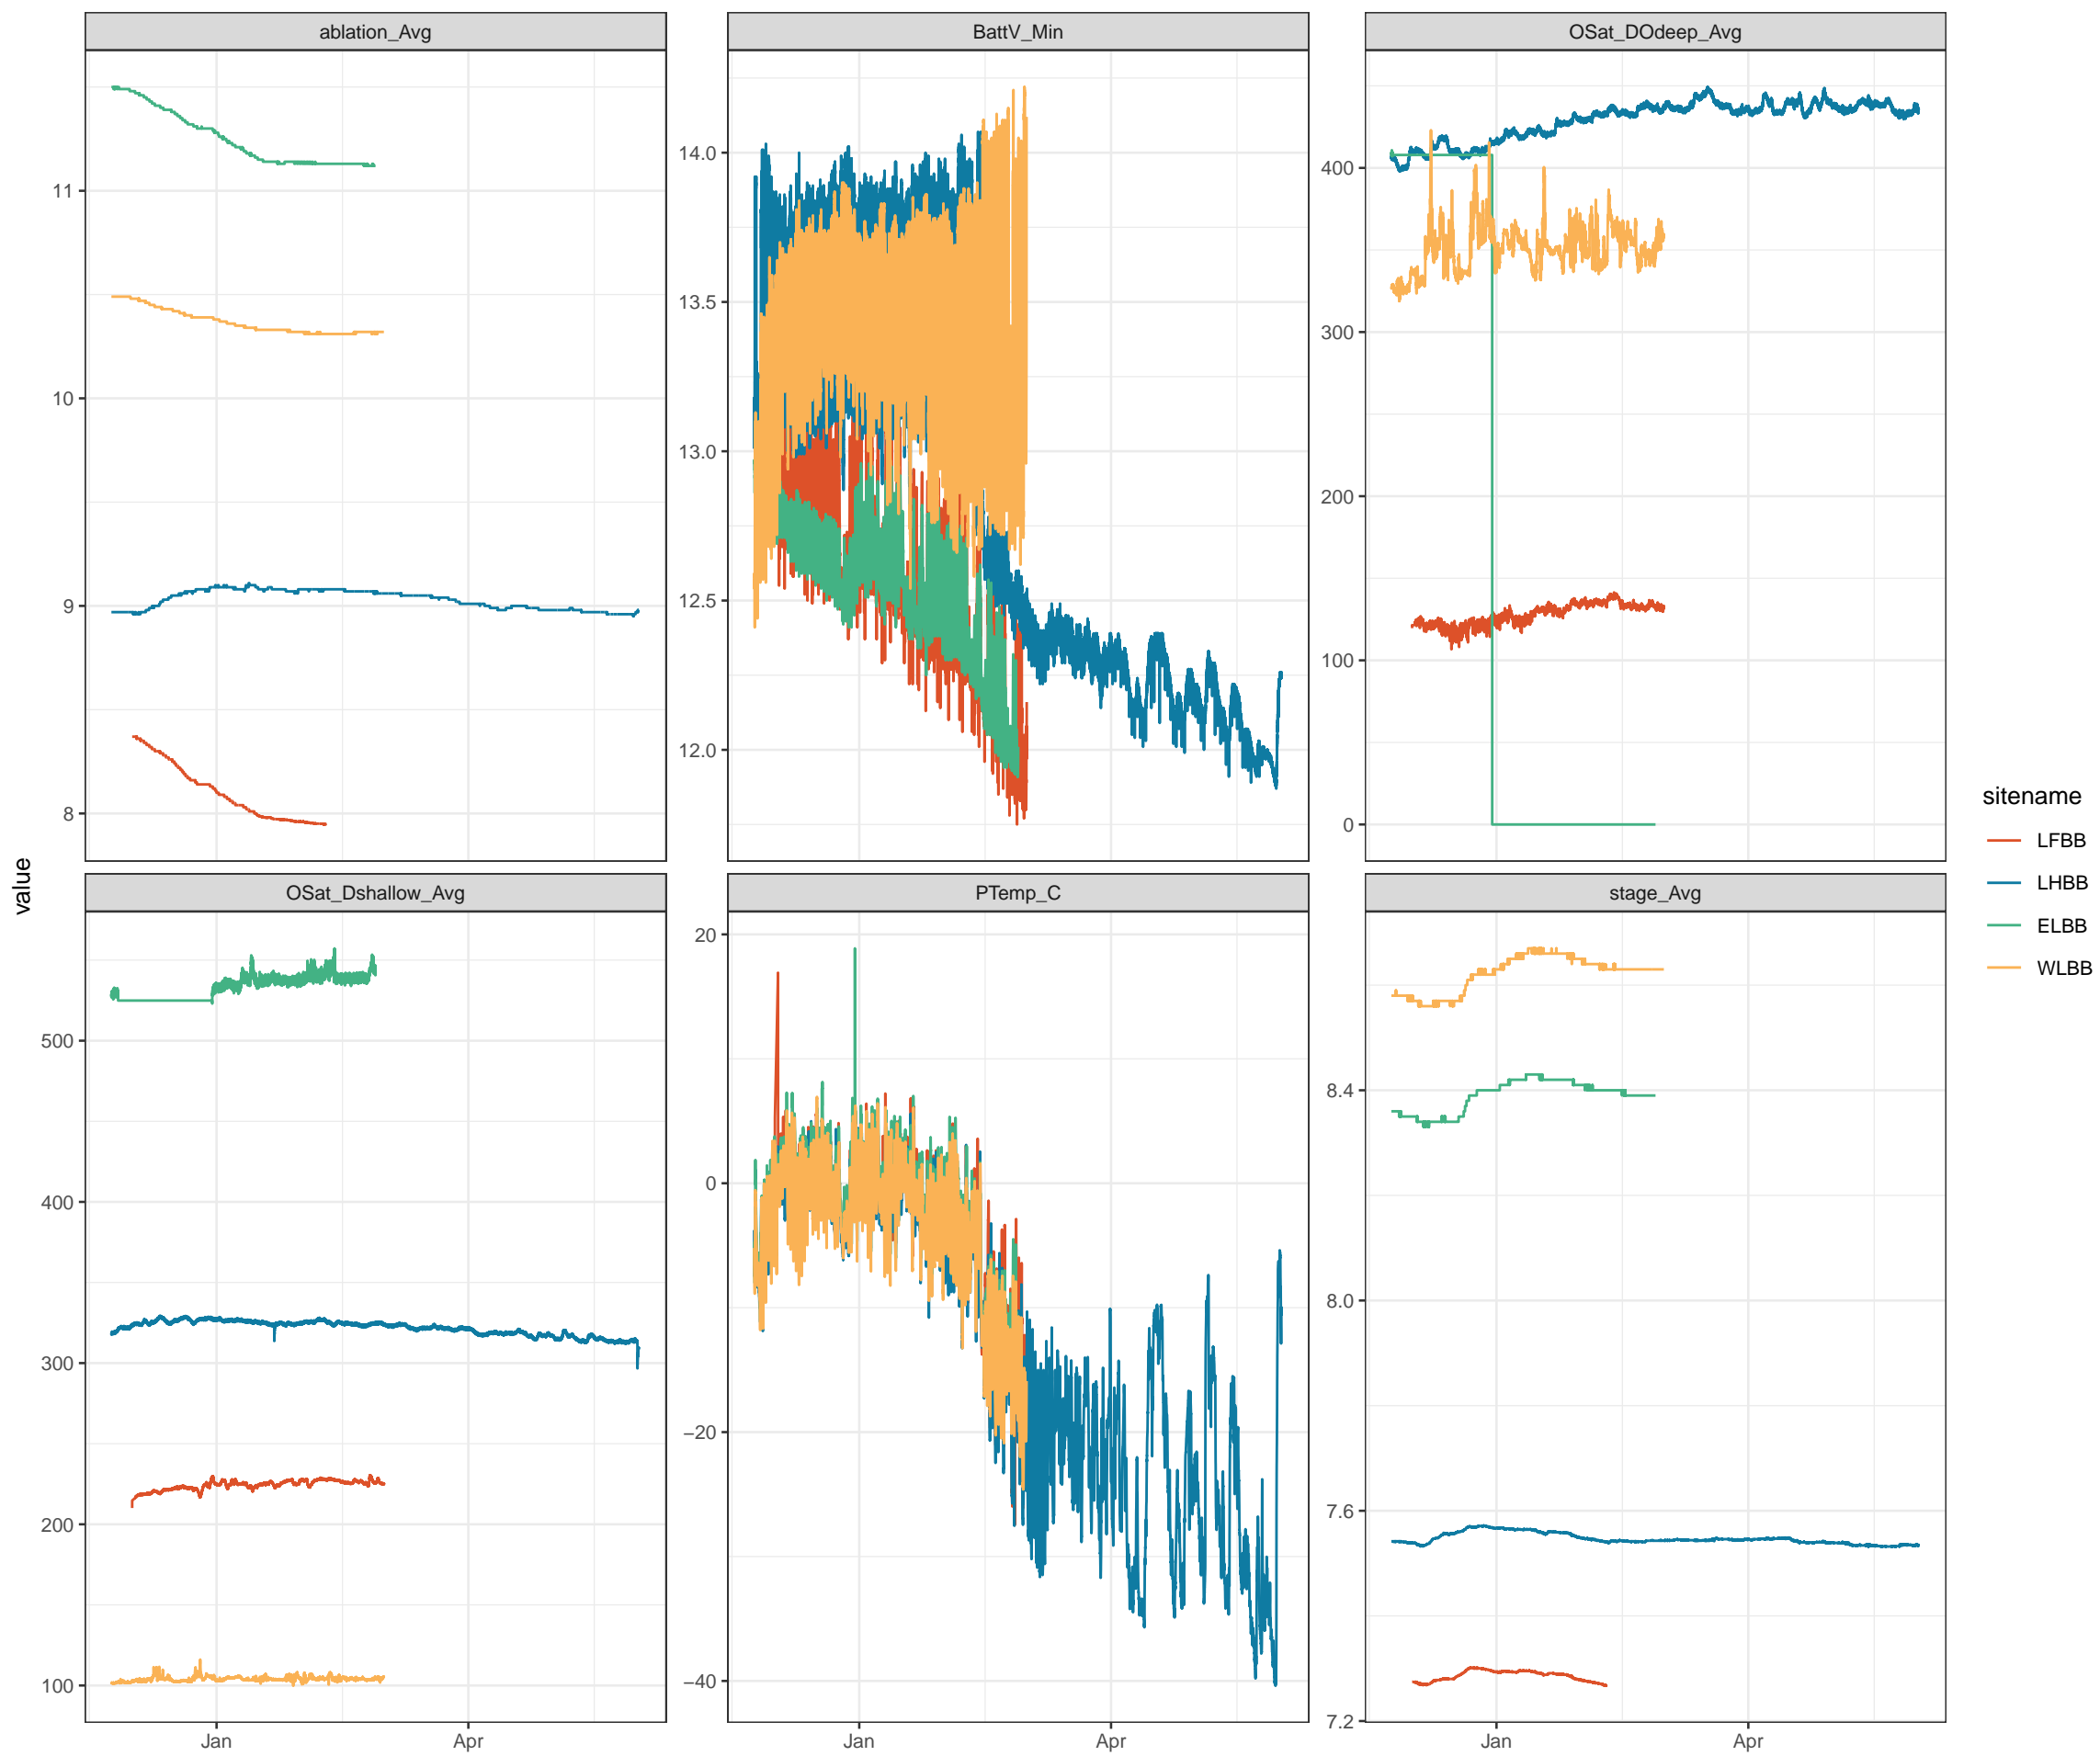 ablation_Avg
BattV_Min
OSat_DOdeep_Avg
11
10
9
8
14.0
13.5
13.0
12.5
12.0
400
300
200
100
0
value
OSat_Dshallow_Avg
PTemp_C
stage_Avg
500
400
300
200
100
20
0
−20
−40
8.4
8.0
7.6
7.2
Jan
Apr
Jan
Apr
Jan
Apr
sitename
LFBB
LHBB
ELBB
WLBB